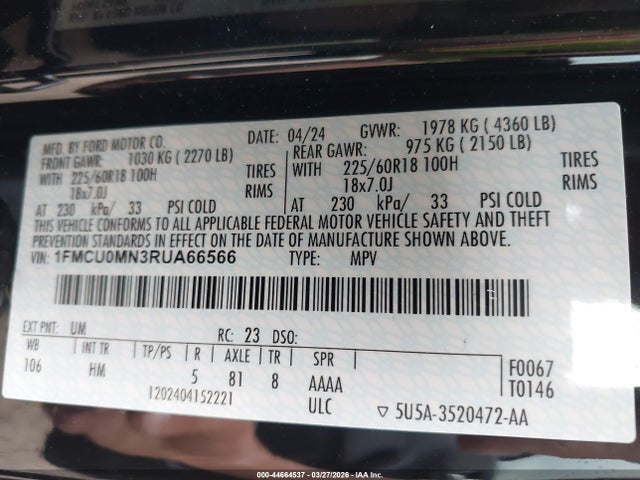 MFD. BY FORD MOTOR CO. DATE: 04/24 GVWR: 1978 KG ( 4360 LB)
FRONT GAWR: 1030 KG ( 2270 LB) REAR GAWR: 975 KG ( 2150 LB)
WITH 225/60R18 100H TIRES WITH 225/60R18 100H TIRES
18x7.0J RIMS 18x7.0J RIMS
AT 230 kPa/ 33 PSI COLD AT 230 kPa/ 33 PSI COLD
THIS VEHICLE CONFORMS TO ALL APPLICABLE FEDERAL MOTOR VEHICLE SAFETY AND THEFT
PREVENTION STANDARDS IN EFFECT ON THE DATE OF MANUFACTURE SHOWN ABOVE.
VIN: 1FMCU0MN3RUA66566 TYPE: MPV
EXT PNT: UM RC: 23 DSO:
WB INT TR TP/PS R AXLE TR SPR F0067
106 HM 5 81 8 AAAA T0146
120240415221 ULC ▽ 5U5A-3520472-AA
00-44664537 - 03/27/2026 - IAA Inc.